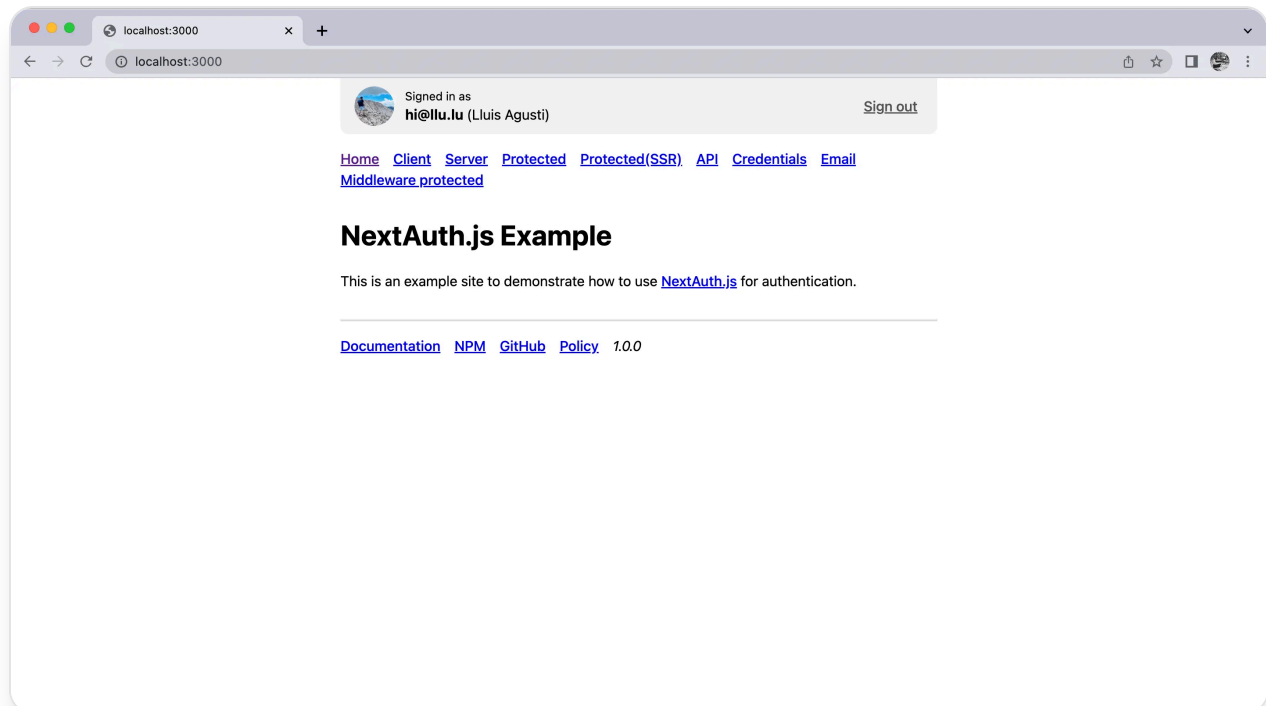 localhost:3000
localhost:3000
Signed in as
hi@llu.lu (Lluis Agusti)
Sign out
Home Client Server Protected Protected(SSR) API Credentials Email
Middleware protected
NextAuth.js Example
This is an example site to demonstrate how to use NextAuth.js for authentication.
Documentation NPM GitHub Policy 1.0.0